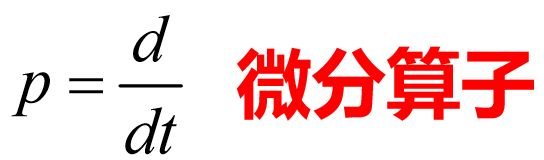 p = d/dt 微分算子